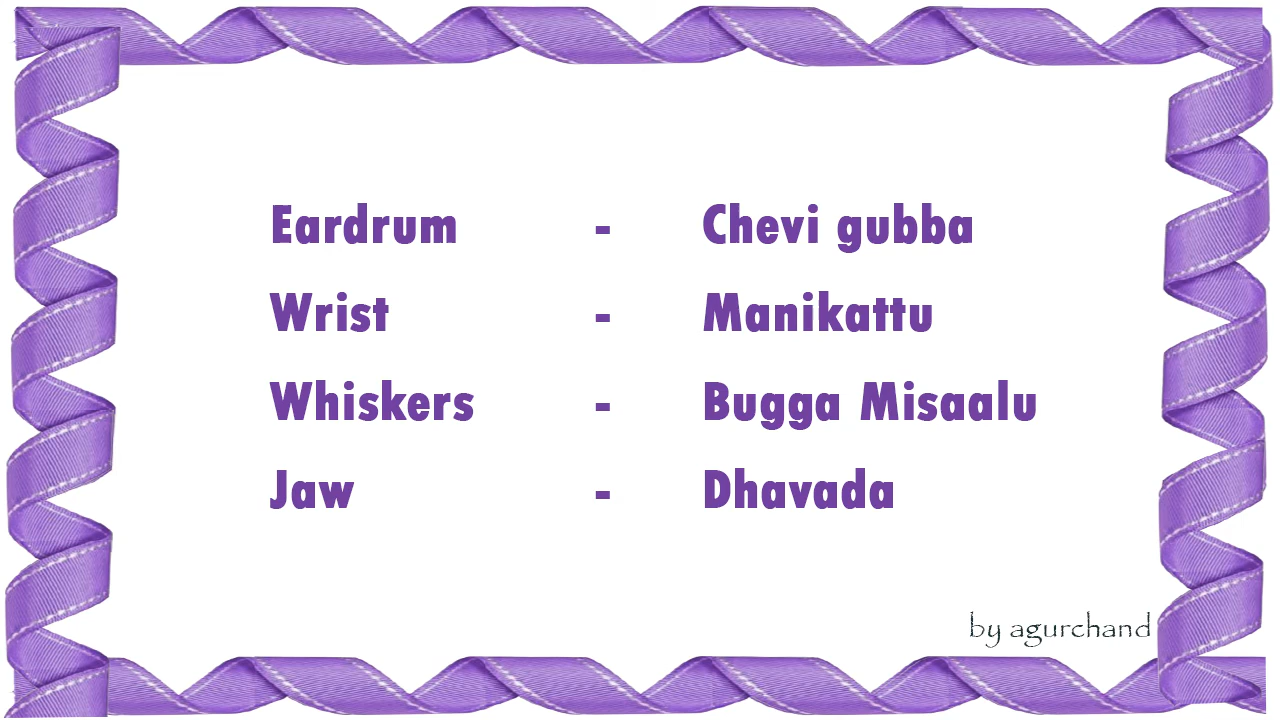 Eardrum - Chevi gubba
Wrist - Manikattu
Whiskers - Bugga Misaalu
Jaw - Dhavada
by agurchand